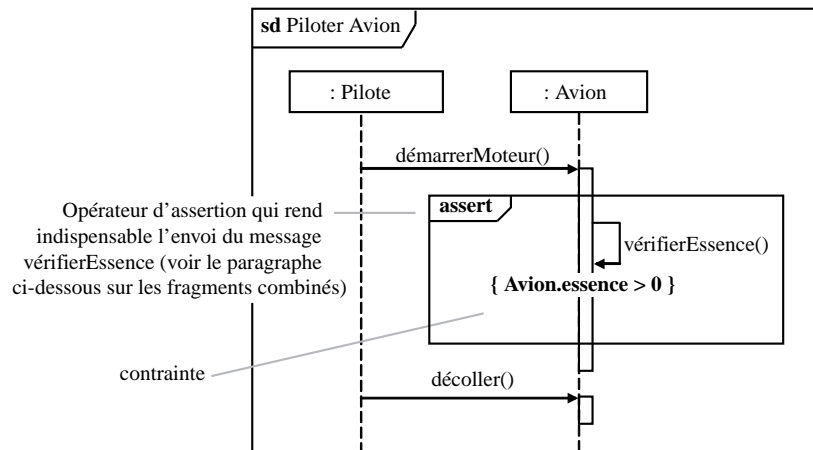 sd Piloter Avion
: Pilote
: Avion
démarrerMoteur()
Opérateur d’assertion qui rend
indispensable l’envoi du message
vérifierEssence (voir le paragraphe
ci-dessous sur les fragments combinés)
assert
vérifierEssence()
{ Avion.essence > 0 }
contrainte
décoller()